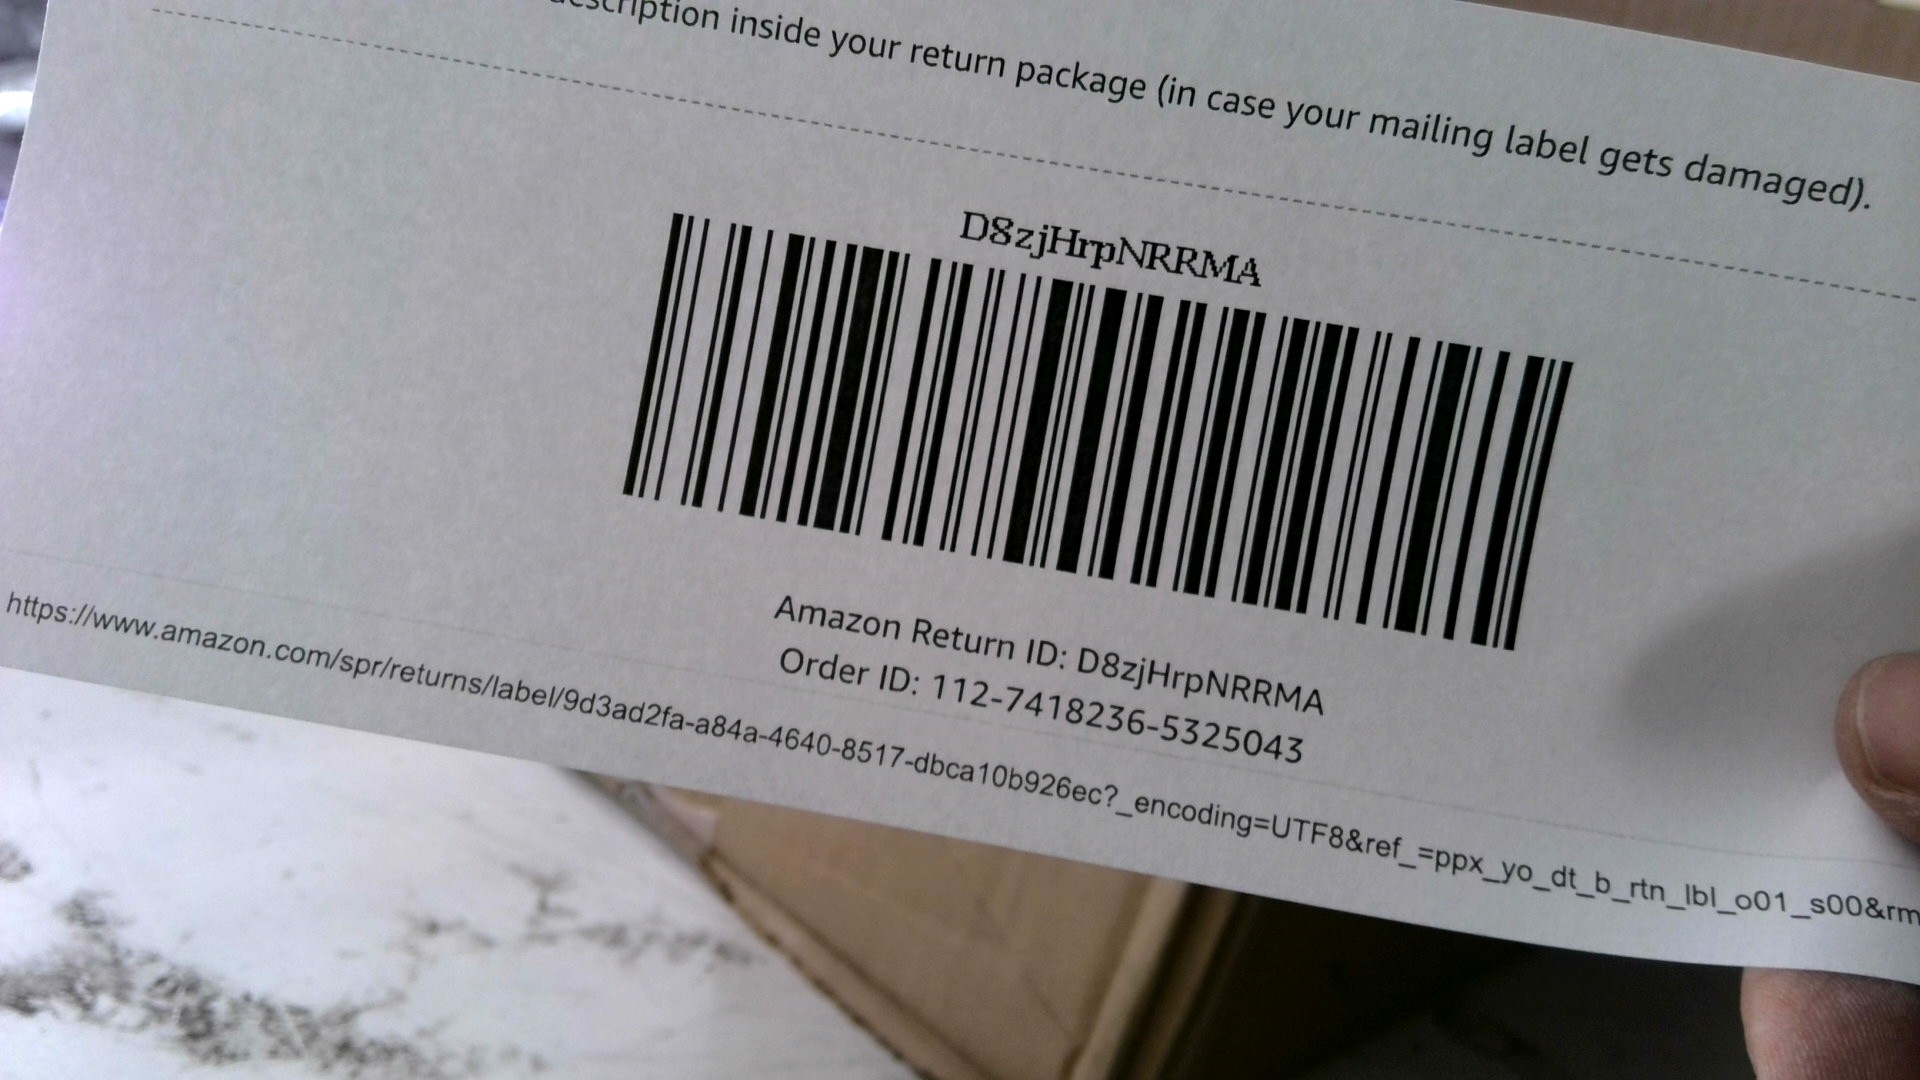 inside your return package (in case your mailing label gets damaged).
D8zjHrpNRRMA
Amazon Return ID: D8zjHrpNRRMA
Order ID: 112-7418236-5325043
https://www.amazon.com/spr/returns/label/9d3ad2fa-a84a-4640-8517-dbca10b926ec?_encoding=UTF8&ref_=ppx_yo_dt_b_rtn_lbl_o01_s00&rm